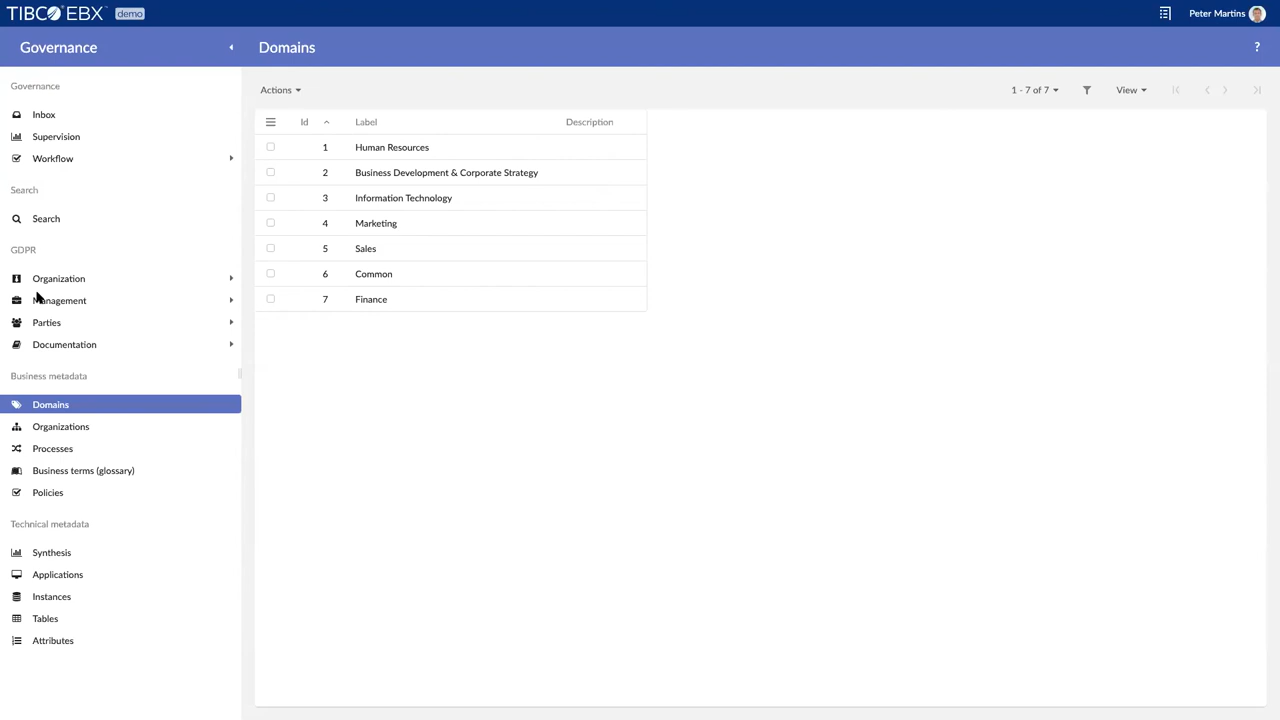 TIBCO EBX demo
Peter Martins
Governance
Domains
?
Governance
Inbox
Supervision
Workflow
Search
Search
GDPR
Organization
Management
Parties
Documentation
Business metadata
Domains
Organizations
Processes
Business terms (glossary)
Policies
Technical metadata
Synthesis
Applications
Instances
Tables
Attributes
Actions
1 - 7 of 7
View
Id Label Description
1 Human Resources
2 Business Development & Corporate Strategy
3 Information Technology
4 Marketing
5 Sales
6 Common
7 Finance